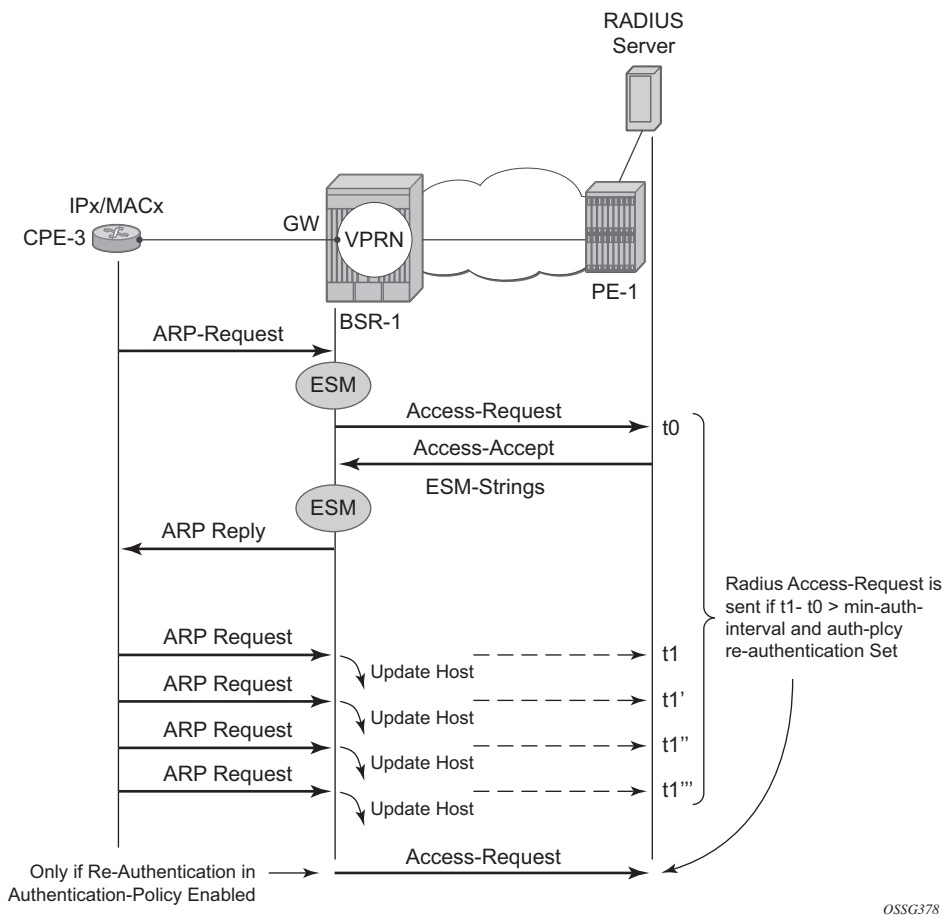 RADIUS
Server
IPx/MACx
CPE-3
GW
VPRN
PE-1
BSR-1
ARP-Request
ESM
Access-Request
t0
Access-Accept
ESM-Strings
ESM
ARP Reply
Radius Access-Request is
sent if t1- t0 > min-auth-
interval and auth-plcy
re-authentication Set
ARP Request
Update Host
t1
ARP Request
Update Host
t1'
ARP Request
Update Host
t1''
ARP Request
Update Host
t1'''
Access-Request
Only if Re-Authentication in
Authentication-Policy Enabled
OSSG378